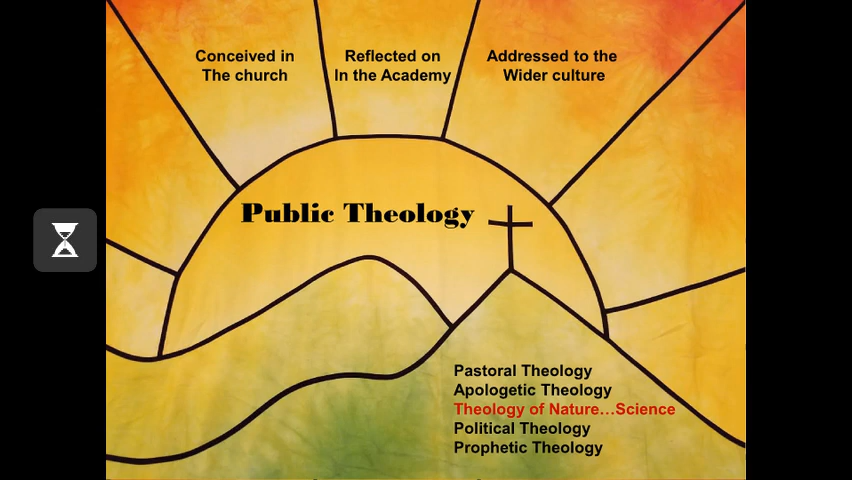 Conceived in
The church
Reflected on
In the Academy
Addressed to the
Wider culture
Public Theology
Pastoral Theology
Apologetic Theology
Theology of Nature…Science
Political Theology
Prophetic Theology